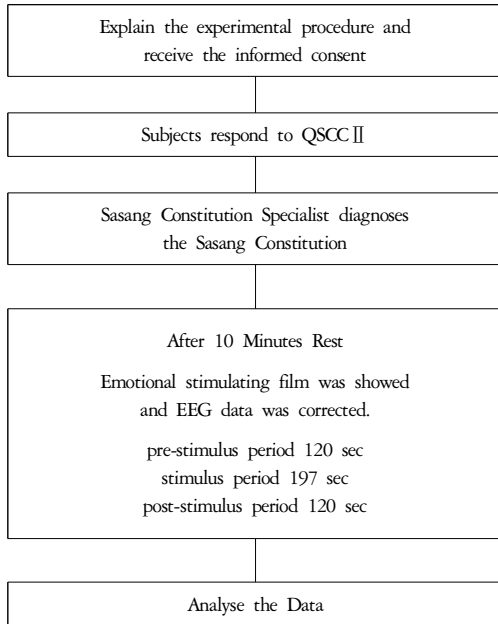 Explain the experimental procedure and
receive the informed consent
Subjects respond to QSCCⅡ
Sasang Constitution Specialist diagnoses
the Sasang Constitution
After 10 Minutes Rest
Emotional stimulating film was showed
and EEG data was corrected.
pre-stimulus period 120 sec
stimulus period 197 sec
post-stimulus period 120 sec
Analyse the Data